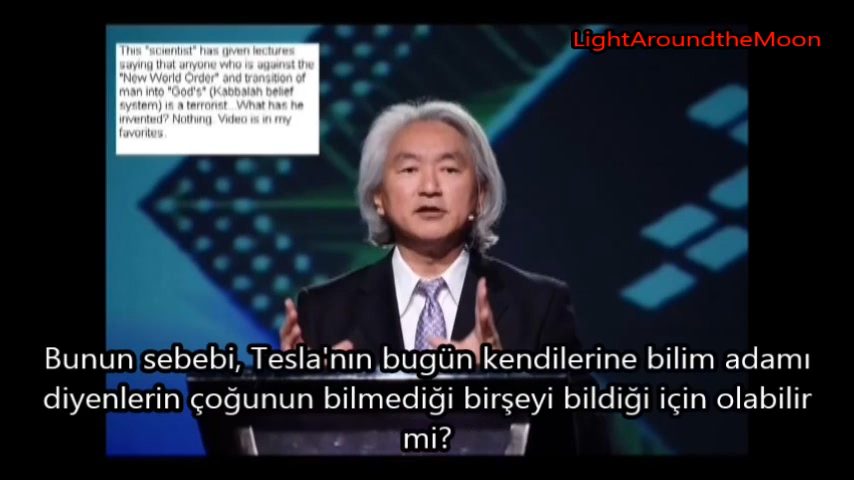 LightAroundtheMoon
This "scientist" has given lectures
saying that anyone who is against the
"New World Order" and transition of
man into "God's" (Kabbalah belief
system) is a terrorist...What has he
invented? Nothing. Video is in my
favorites.
Bunun sebebi, Tesla'nın bugün kendilerine bilim adamı
diyenlerin çoğunun bilmediği birşeyi bildiği için olabilir
mi?